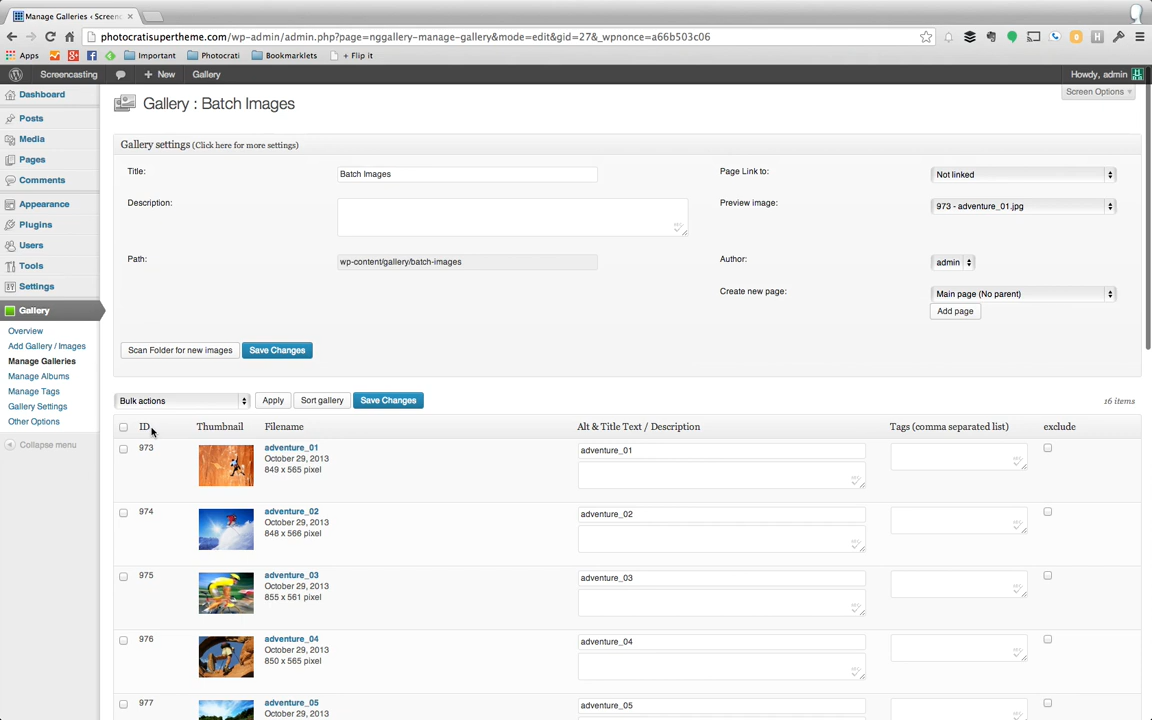 Manage Galleries ‹ Screenc
photocratisupertheme.com/wp-admin/admin.php?page=nggallery-manage-gallery&mode=edit&gid=27&_wpnonce=a66b503c06
Apps
Important
Photocrati
Bookmarklets
+ Flip it
Screencasting
+ New
Gallery
Howdy, admin
Screen Options
Dashboard
Posts
Media
Pages
Comments
Appearance
Plugins
Users
Tools
Settings
Gallery
Overview
Add Gallery / Images
Manage Galleries
Manage Albums
Manage Tags
Gallery Settings
Other Options
Collapse menu
Gallery : Batch Images
Gallery settings (Click here for more settings)
Title:
Batch Images
Page Link to:
Not linked
Description:
Preview image:
973 - adventure_01.jpg
Path:
wp-content/gallery/batch-images
Author:
admin
Create new page:
Main page (No parent)
Add page
Scan Folder for new images
Save Changes
Bulk actions
Apply
Sort gallery
Save Changes
16 items
ID
Thumbnail
Filename
Alt & Title Text / Description
Tags (comma separated list)
exclude
973
adventure_01
October 29, 2013
849 x 565 pixel
adventure_01
974
adventure_02
October 29, 2013
848 x 566 pixel
adventure_02
975
adventure_03
October 29, 2013
855 x 561 pixel
adventure_03
976
adventure_04
October 29, 2013
850 x 565 pixel
adventure_04
977
adventure_05
October 29, 2013
adventure_05